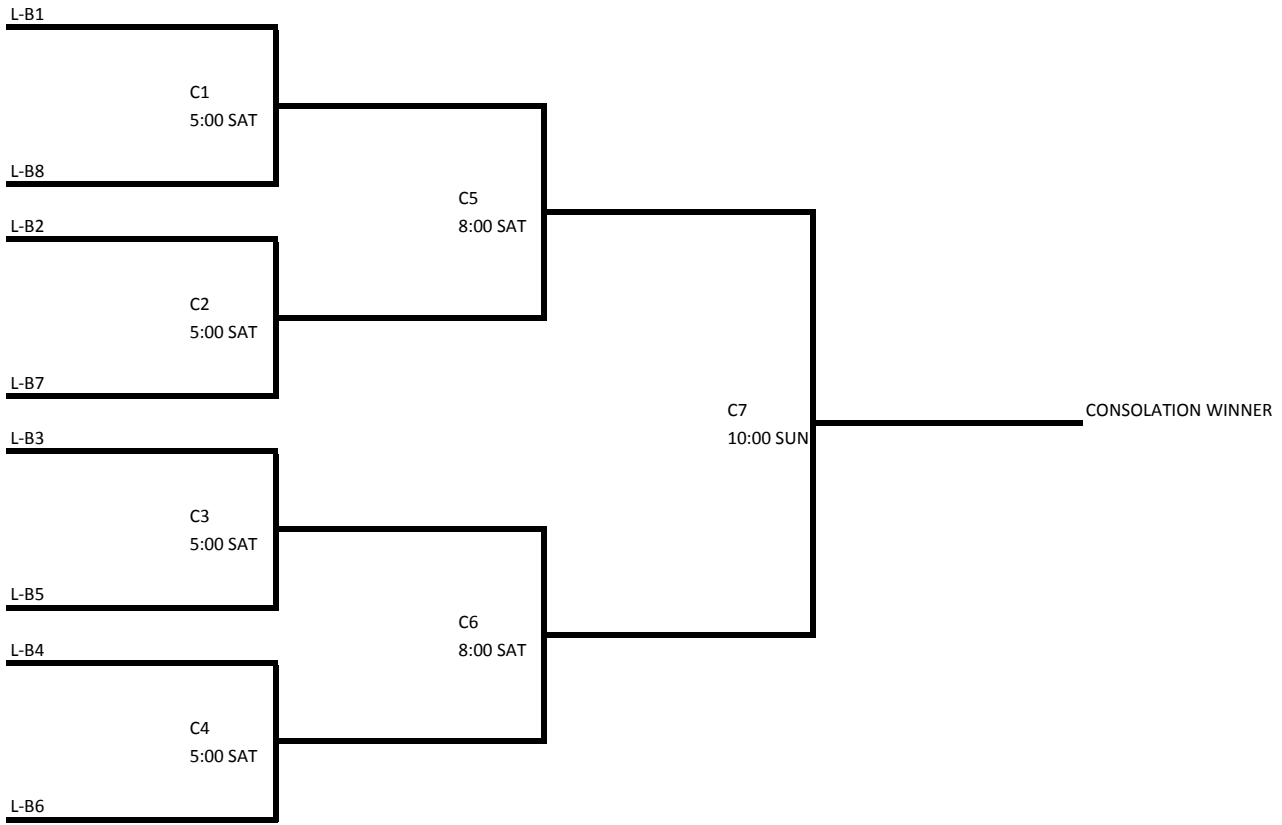 L-B1
C1
5:00 SAT
L-B8
C5
8:00 SAT
L-B2
C2
5:00 SAT
L-B7
C7
10:00 SUN
CONSOLATION WINNER
L-B3
C3
5:00 SAT
L-B5
C6
8:00 SAT
L-B4
C4
5:00 SAT
L-B6